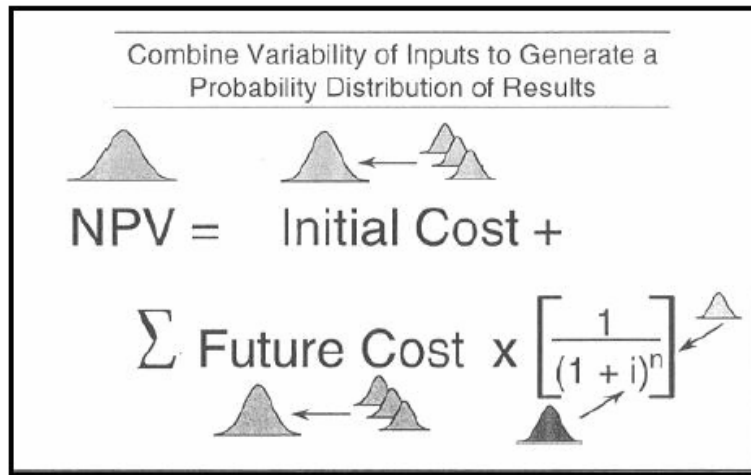 Combine Variability of Inputs to Generate a
Probability Distribution of Results
NPV = Initial Cost +
∑ Future Cost x [1 / (1 + i)ⁿ]